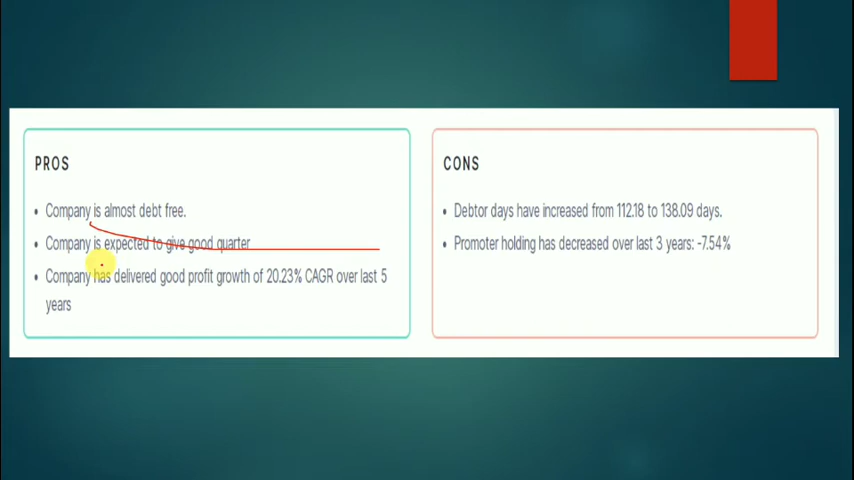 PROS
Company is almost debt free.
Company is expected to give good quarter
Company has delivered good profit growth of 20.23% CAGR over last 5
years
CONS
Debtor days have increased from 112.18 to 138.09 days.
Promoter holding has decreased over last 3 years: -7.54%